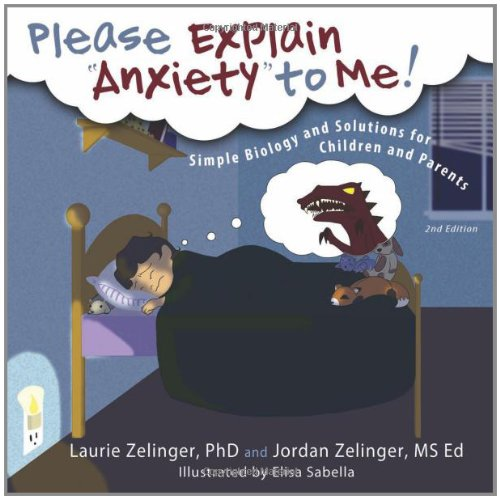 Please Explain
"Anxiety" to Me!
Simple Biology and Solutions for
Children and Parents
2nd Edition
Laurie Zelinger, PhD and Jordan Zelinger, MS Ed
Illustrated by Elisa Sabella